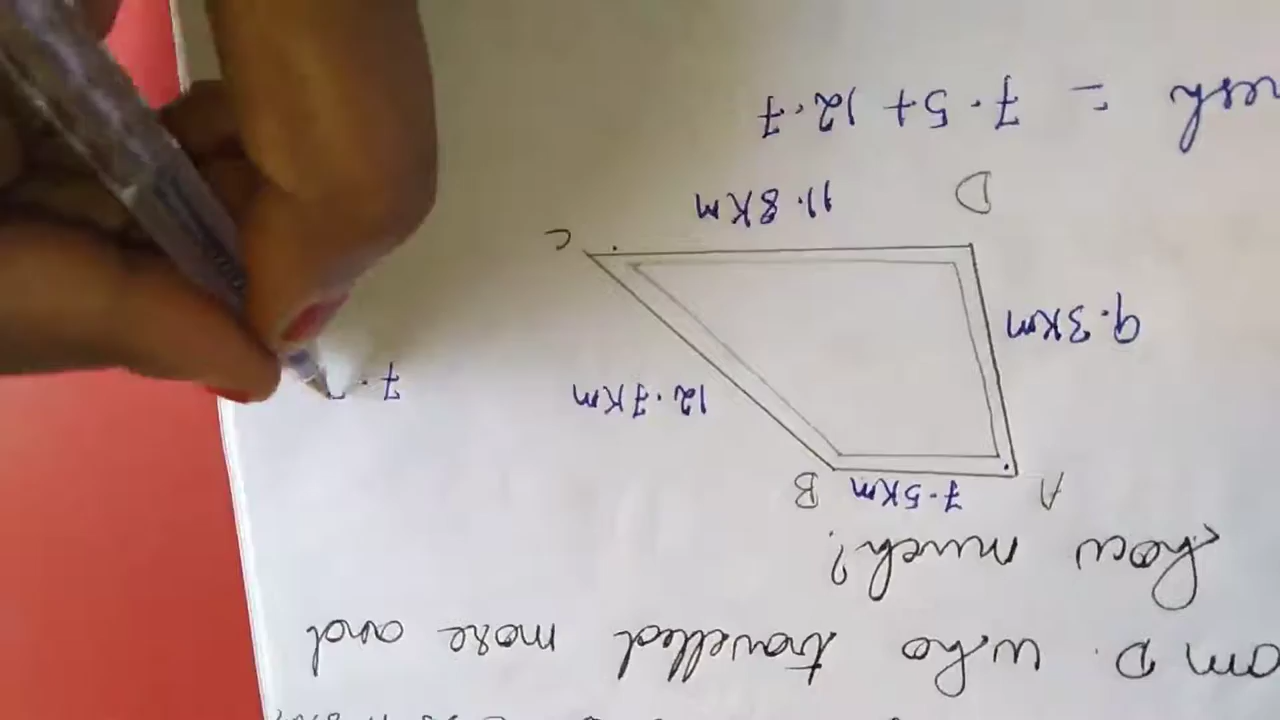 om D. who travelled more and
how much?
A 7.5km B
9.3km 12.7km 7.
D 11.8km C
= 7.5 + 12.7